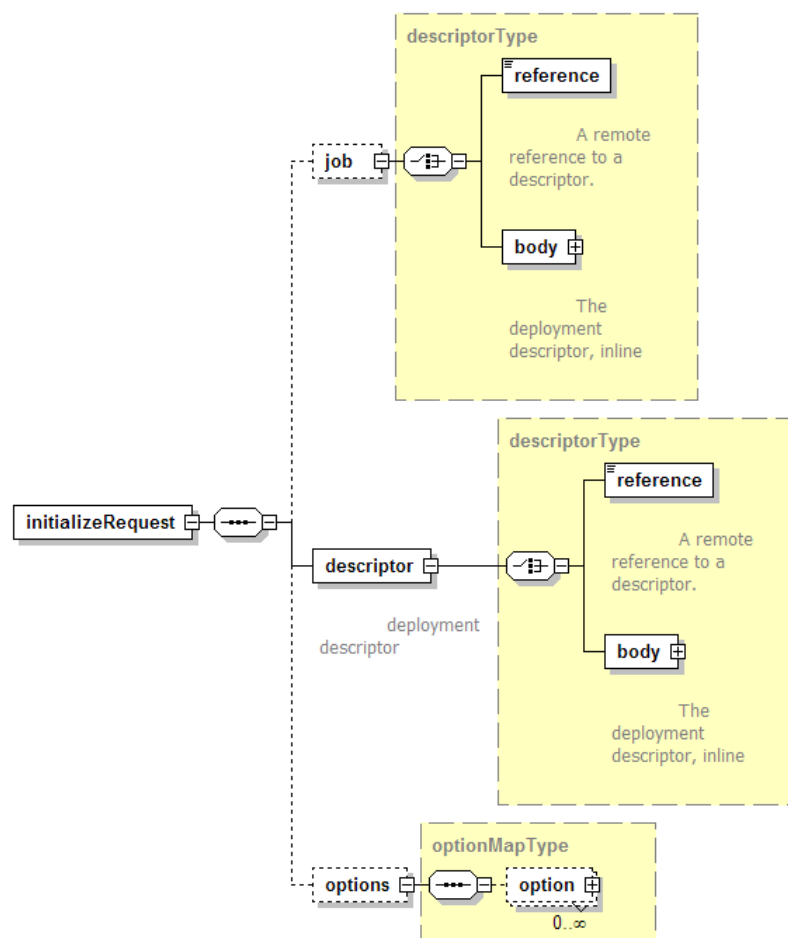 descriptorType
reference
A remote
reference to a
descriptor.
job
body
The
deployment
descriptor, inline
descriptorType
reference
A remote
reference to a
descriptor.
initializeRequest
descriptor
deployment
descriptor
body
The
deployment
descriptor, inline
optionMapType
options
option
0..∞